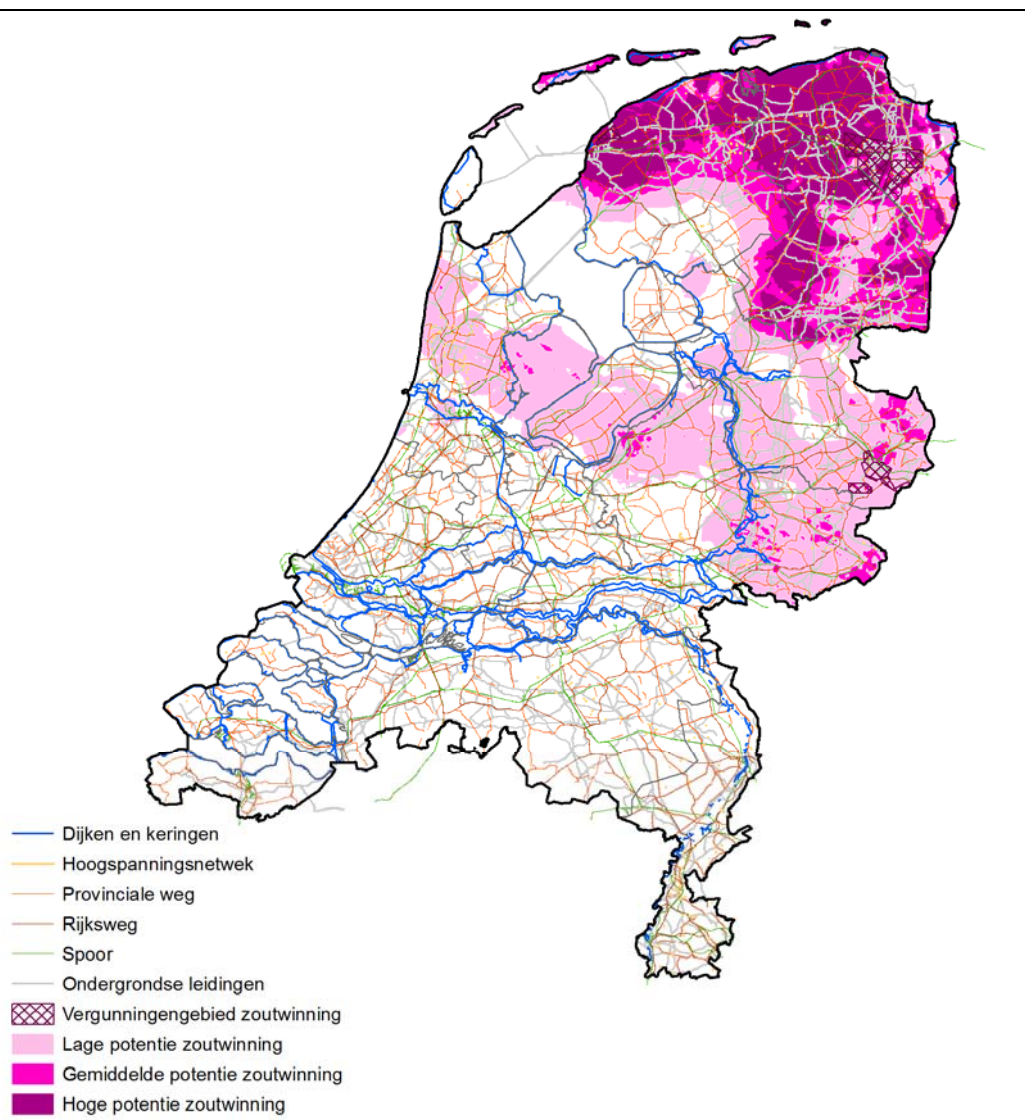 Dijken en keringen
Hoogspanningsnetwek
Provinciale weg
Rijksweg
Spoor
Ondergrondse leidingen
Vergunningengebied zoutwinning
Lage potentie zoutwinning
Gemiddelde potentie zoutwinning
Hoge potentie zoutwinning